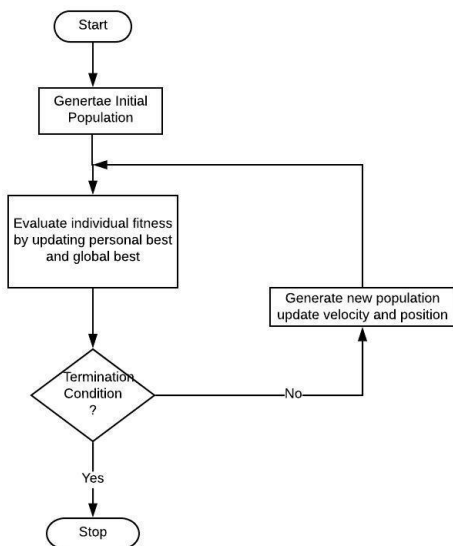 Start
Genertae Initial
Population
Evaluate individual fitness
by updating personal best
and global best
Generate new population
update velocity and position
Termination
Condition
?
No
Yes
Stop